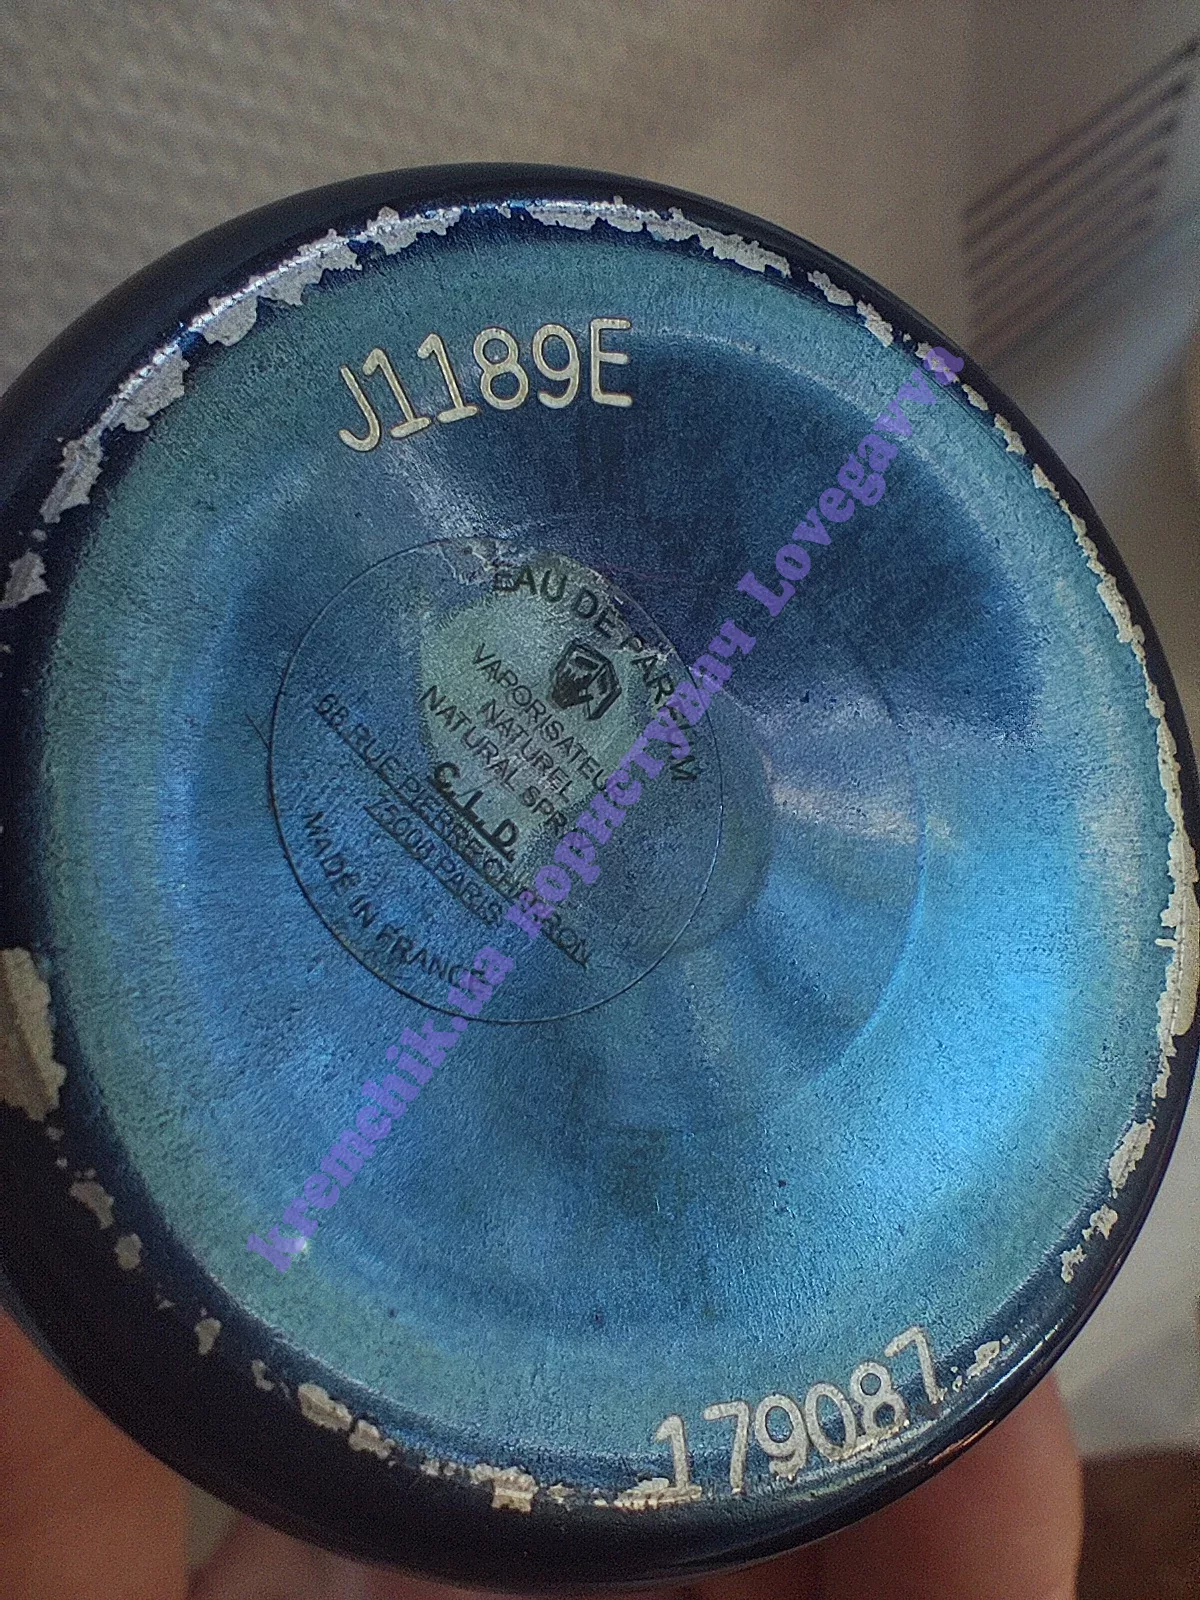 J1189E
EAU DE PARFUM
VAPORISATEUR
NATUREL
NATURAL SPRAY
C.L.D
68 RUE PIERRE CHARRON
75008 PARIS
MADE IN FRANCE
179087
kremchik.ua користувач Lovegavva